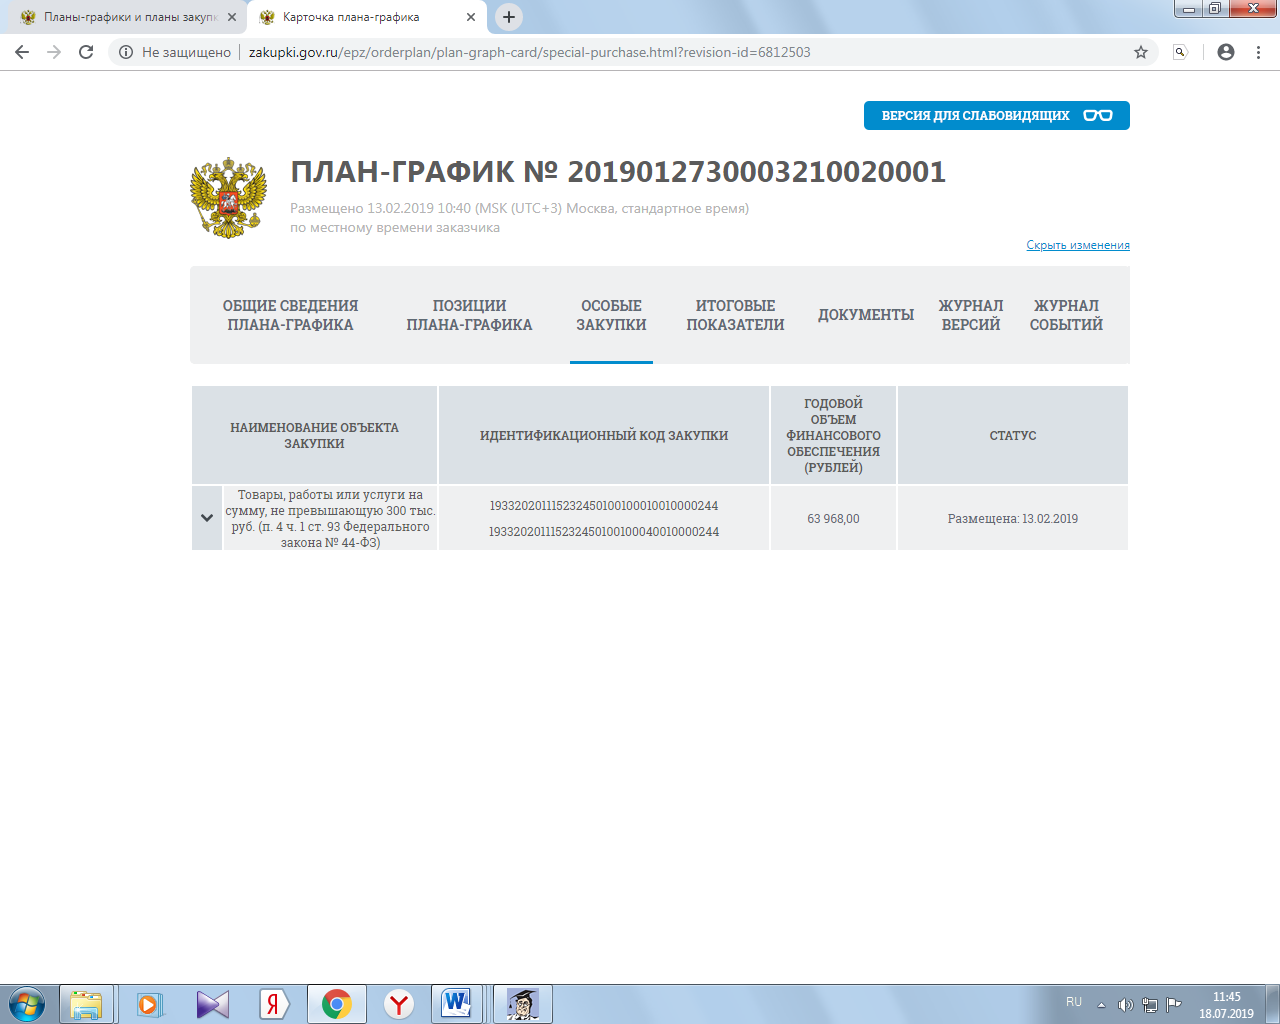 Планы-графики и планы закупк
Карточка плана-графика
Не защищено
zakupki.gov.ru/epz/orderplan/plan-graph-card/special-purchase.html?revision-id=6812503
ВЕРСИЯ ДЛЯ СЛАБОВИДЯЩИХ
ПЛАН-ГРАФИК № 2019012730003210020001
Размещено 13.02.2019 10:40 (MSK (UTC+3) Москва, стандартное время)
по местному времени заказчика
Скрыть изменения
ОБЩИЕ СВЕДЕНИЯ
ПЛАНА-ГРАФИКА
ПОЗИЦИИ
ПЛАНА-ГРАФИКА
ОСОБЫЕ
ЗАКУПКИ
ИТОГОВЫЕ
ПОКАЗАТЕЛИ
ДОКУМЕНТЫ
ЖУРНАЛ
ВЕРСИЙ
ЖУРНАЛ
СОБЫТИЙ
НАИМЕНОВАНИЕ ОБЪЕКТА
ЗАКУПКИ
ИДЕНТИФИКАЦИОННЫЙ КОД ЗАКУПКИ
ГОДОВОЙ
ОБЪЕМ
ФИНАНСОВОГО
ОБЕСПЕЧЕНИЯ
(РУБЛЕЙ)
СТАТУС
Товары, работы или услуги на
сумму, не превышающую 300 тыс.
руб. (п. 4 ч. 1 ст. 93 Федерального
закона № 44-ФЗ)
193320201115232450100100010010000244
193320201115232450100100040010000244
63 968,00
Размещена: 13.02.2019
RU
11:45
18.07.2019